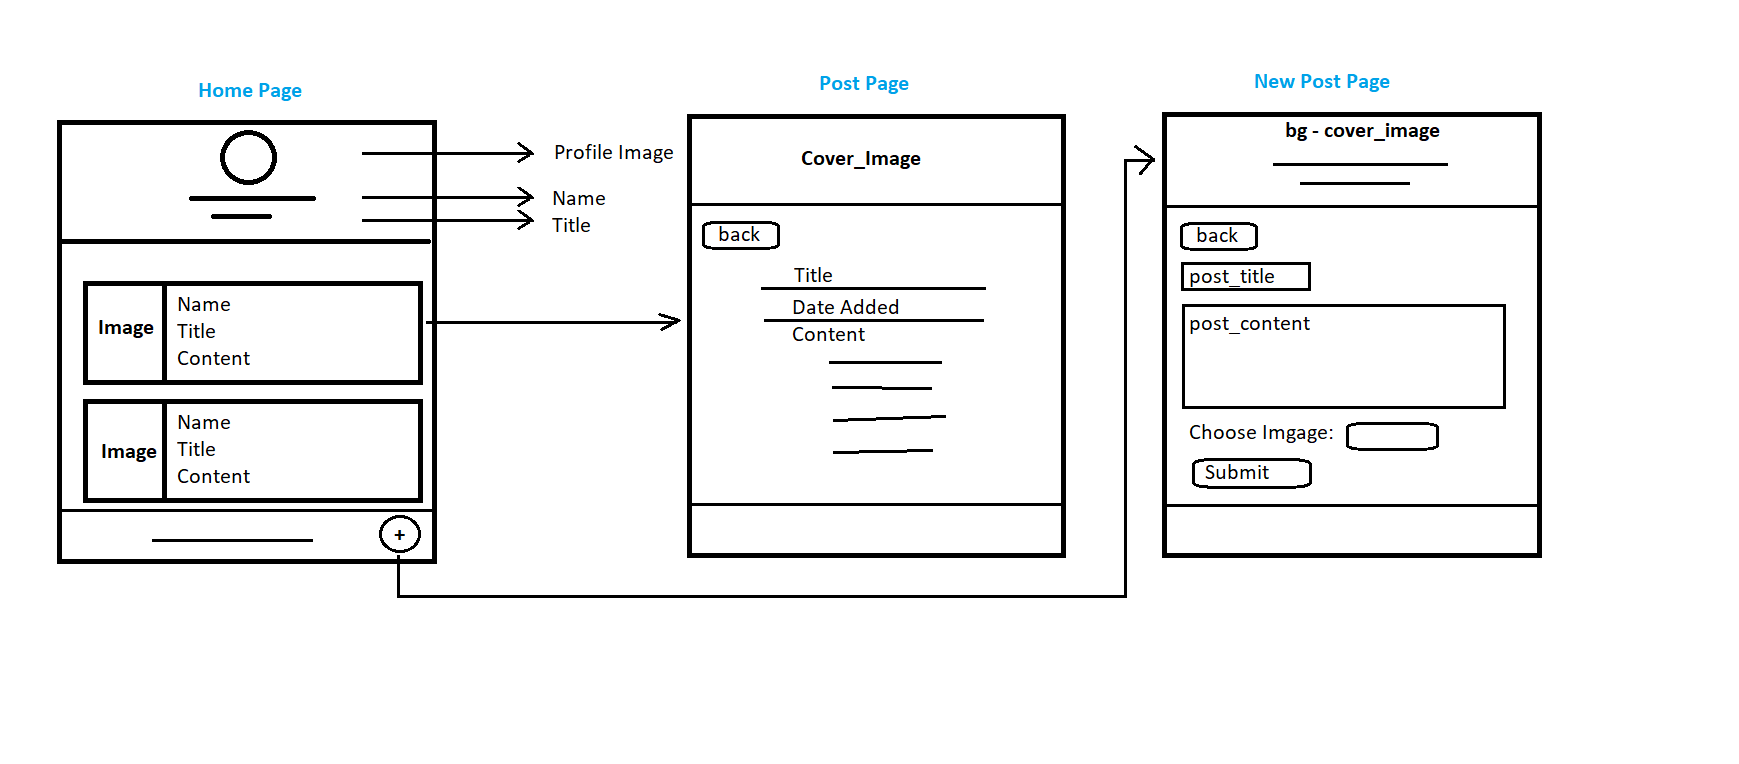 Home Page
Profile Image
Name
Title
Image
Name
Title
Content
Image
Name
Title
Content
+
Post Page
Cover_Image
back
Title
Date Added
Content
New Post Page
bg - cover_image
back
post_title
post_content
Choose Imgage:
Submit